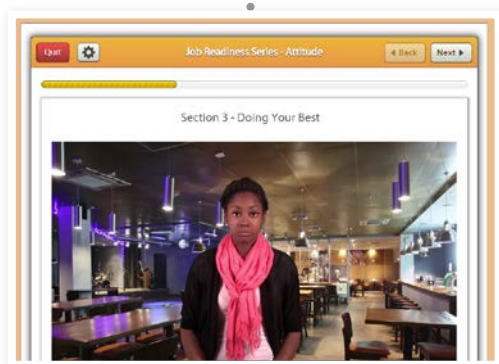 Quit
Job Readiness Series - Attitude
Back
Next
Section 3 - Doing Your Best